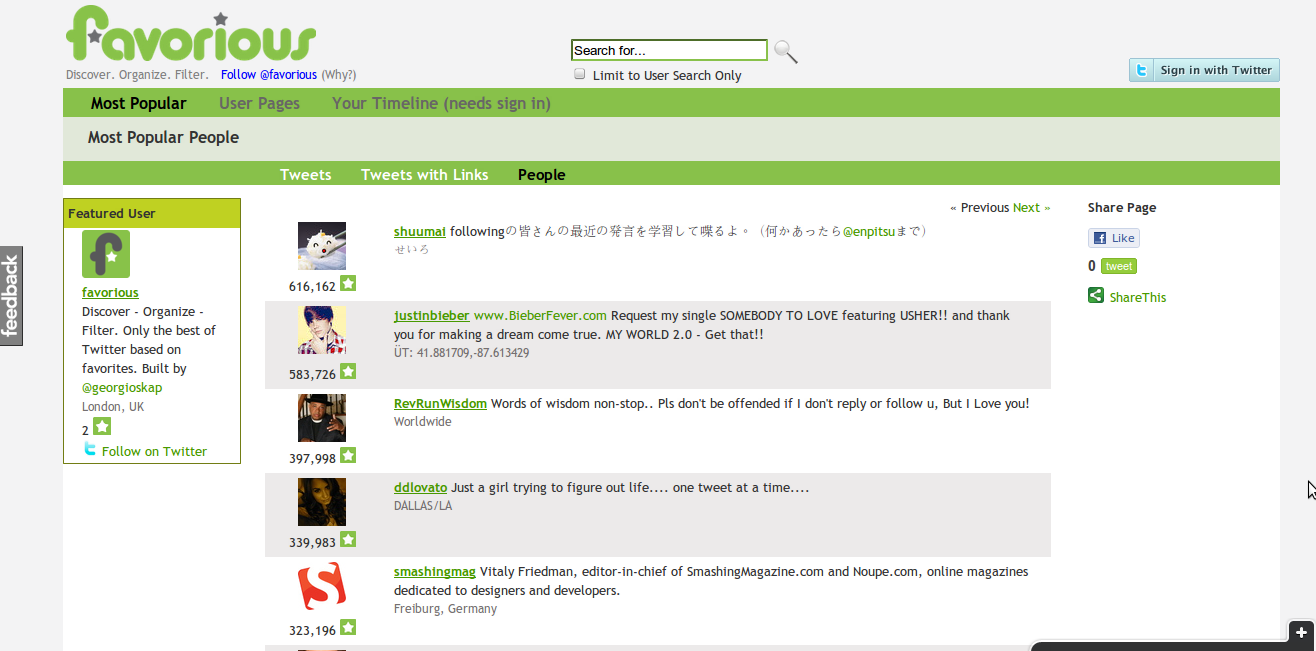 favorious
Search for...
Discover. Organize. Filter. Follow @favorious (Why?)
Limit to User Search Only
Sign in with Twitter
Most Popular User Pages Your Timeline (needs sign in)
Most Popular People
Tweets Tweets with Links People
feedback
Featured User
favorious
Discover - Organize -
Filter. Only the best of
Twitter based on
favorites. Built by
@georgioskap
London, UK
2
Follow on Twitter
« Previous Next »
shuumai followingの皆さんの最近の発言を学習して喋るよ。（何かあったら@enpitsuまで）
せいろ
616,162
justinbieber www.BieberFever.com Request my single SOMEBODY TO LOVE featuring USHER!! and thank
you for making a dream come true. MY WORLD 2.0 - Get that!!
ÜT: 41.881709,-87.613429
583,726
RevRunWisdom Words of wisdom non-stop.. Pls don't be offended if I don't reply or follow u, But I Love you!
Worldwide
397,998
ddlovato Just a girl trying to figure out life.... one tweet at a time....
DALLAS/LA
339,983
smashingmag Vitaly Friedman, editor-in-chief of SmashingMagazine.com and Noupe.com, online magazines
dedicated to designers and developers.
Freiburg, Germany
323,196
Share Page
Like
0 tweet
ShareThis